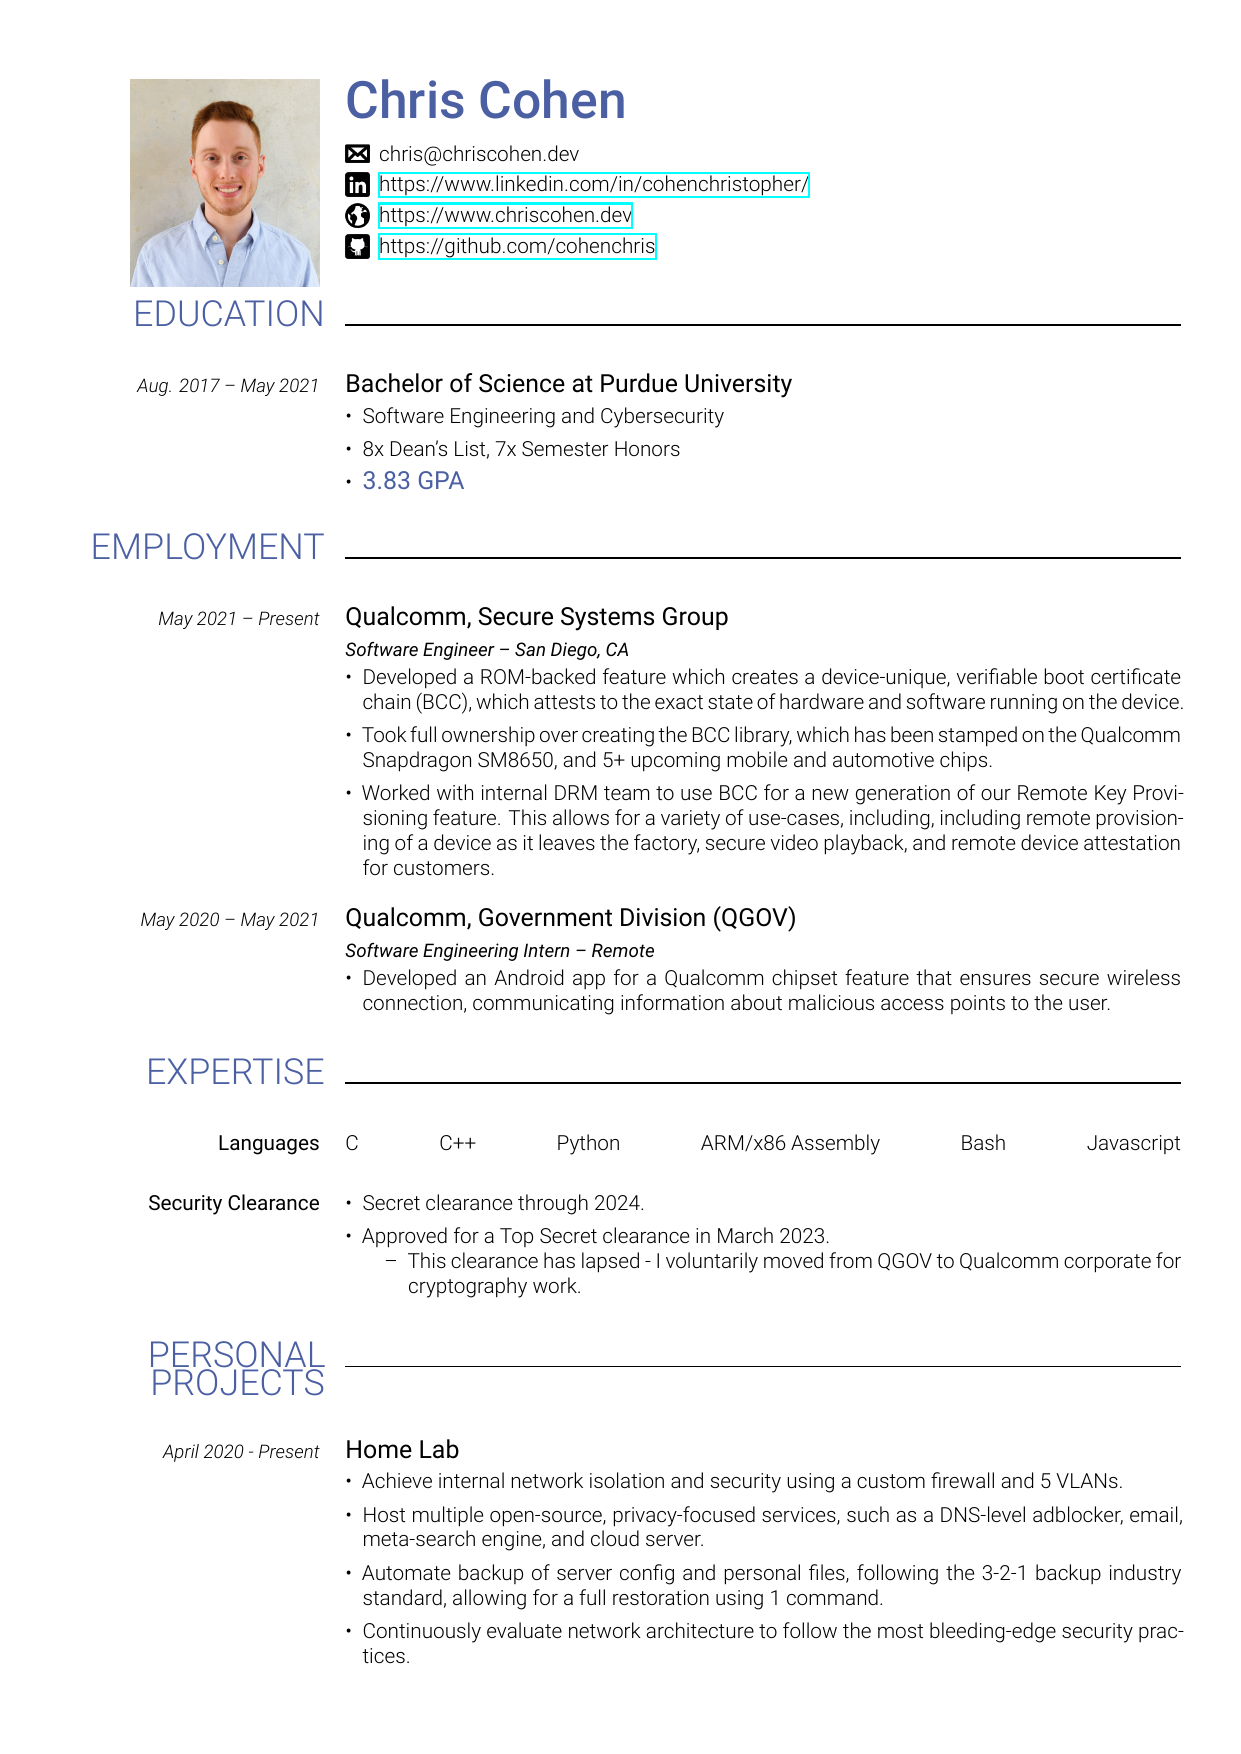 Chris Cohen
chris@chriscohen.dev
https://www.linkedin.com/in/cohenchristopher/
https://www.chriscohen.dev
https://github.com/cohenchris
EDUCATION
Aug. 2017 – May 2021 Bachelor of Science at Purdue University
• Software Engineering and Cybersecurity
• 8x Dean's List, 7x Semester Honors
• 3.83 GPA
EMPLOYMENT
May 2021 – Present Qualcomm, Secure Systems Group
Software Engineer – San Diego, CA
• Developed a ROM-backed feature which creates a device-unique, verifiable boot certificate
chain (BCC), which attests to the exact state of hardware and software running on the device.
• Took full ownership over creating the BCC library, which has been stamped on the Qualcomm
Snapdragon SM8650, and 5+ upcoming mobile and automotive chips.
• Worked with internal DRM team to use BCC for a new generation of our Remote Key Provi-
sioning feature. This allows for a variety of use-cases, including, including remote provision-
ing of a device as it leaves the factory, secure video playback, and remote device attestation
for customers.
May 2020 – May 2021 Qualcomm, Government Division (QGOV)
Software Engineering Intern – Remote
• Developed an Android app for a Qualcomm chipset feature that ensures secure wireless
connection, communicating information about malicious access points to the user.
EXPERTISE
Languages C C++ Python ARM/x86 Assembly Bash Javascript
Security Clearance • Secret clearance through 2024.
• Approved for a Top Secret clearance in March 2023.
– This clearance has lapsed - I voluntarily moved from QGOV to Qualcomm corporate for
cryptography work.
PERSONAL
PROJECTS
April 2020 - Present Home Lab
• Achieve internal network isolation and security using a custom firewall and 5 VLANs.
• Host multiple open-source, privacy-focused services, such as a DNS-level adblocker, email,
meta-search engine, and cloud server.
• Automate backup of server config and personal files, following the 3-2-1 backup industry
standard, allowing for a full restoration using 1 command.
• Continuously evaluate network architecture to follow the most bleeding-edge security prac-
tices.